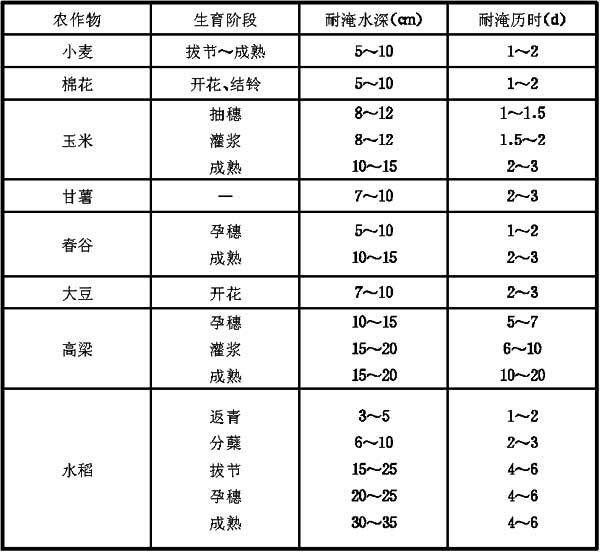 农作物 生育阶段 耐淹水深(cm) 耐淹历时(d)
小麦 拔节～成熟 5～10 1～2
棉花 开花、结铃 5～10 1～2
抽穗 8～12 1～1.5
玉米 灌浆 8～12 1.5～2
成熟 10～15 2～3
甘薯 — 7～10 2～3
春谷 孕穗 5～10 1～2
成熟 10～15 2～3
大豆 开花 7～10 2～3
孕穗 10～15 5～7
高粱 灌浆 15～20 6～10
成熟 15～20 10～20
返青 3～5 1～2
分蘖 6～10 2～3
水稻 拔节 15～25 4～6
孕穗 20～25 4～6
成熟 30～35 4～6